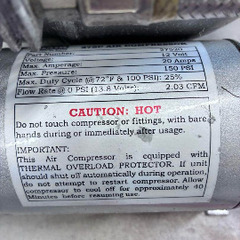 Part Number: 37520
Voltage: 12 Volt
Max. Amperage: 20 Amps
Max. Pressure: 150 PSI
Max. Duty Cycle (@ 72°F & 100 PSI): 25%
Flow Rate @ 0 PSI (13.8 Volts): 2.03 CFM
CAUTION: HOT
Do not touch compressor or fittings, with bare
hands during or immediately after usage.
IMPORTANT:
This Air Compressor is equipped with
THERMAL OVERLOAD PROTECTOR. If unit
should shut off automatically during operation,
do not attempt to restart compressor. Allow
compressor to cool off for approximately 40
Minutes before resuming use.